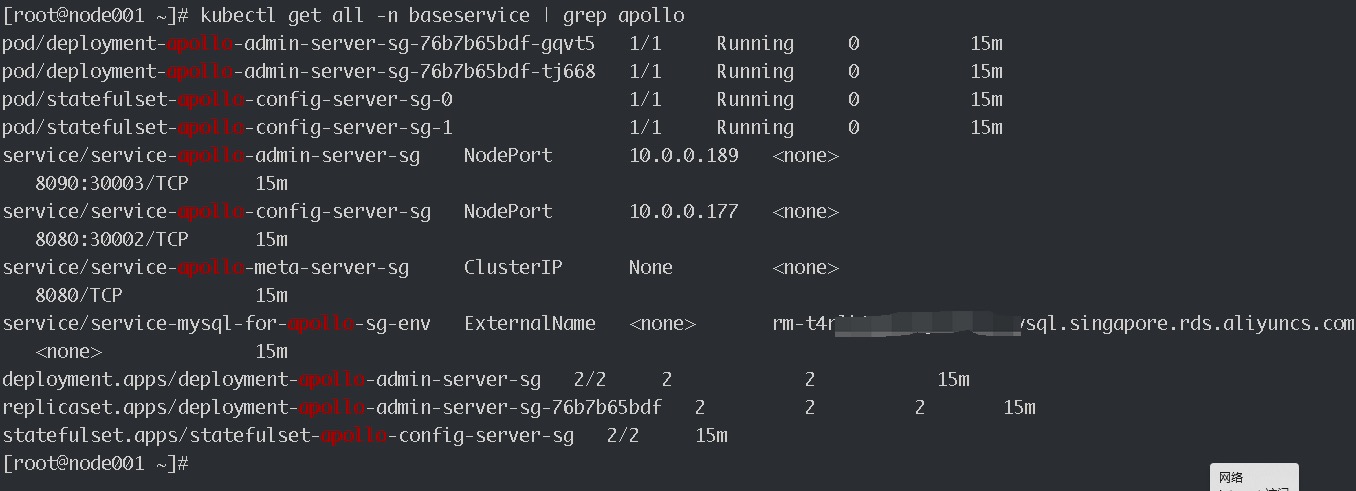 [root@node001 ~]# kubectl get all -n baseservice | grep apollo
pod/deployment-apollo-admin-server-sg-76b7b65bdf-gqvt5   1/1     Running     0          15m
pod/deployment-apollo-admin-server-sg-76b7b65bdf-tj668   1/1     Running     0          15m
pod/statefulset-apollo-config-server-sg-0                1/1     Running     0          15m
pod/statefulset-apollo-config-server-sg-1                1/1     Running     0          15m
service/service-apollo-admin-server-sg    NodePort       10.0.0.189   <none>
   8090:30003/TCP      15m
service/service-apollo-config-server-sg   NodePort       10.0.0.177   <none>
   8080:30002/TCP      15m
service/service-apollo-meta-server-sg     ClusterIP      None         <none>
   8080/TCP            15m
service/service-mysql-for-apollo-sg-env   ExternalName   <none>       rm-t4n ysql.singapore.rds.aliyuncs.com
   <none>              15m
deployment.apps/deployment-apollo-admin-server-sg   2/2     2            2           15m
replicaset.apps/deployment-apollo-admin-server-sg-76b7b65bdf   2         2         2       15m
statefulset.apps/statefulset-apollo-config-server-sg   2/2     15m
[root@node001 ~]#
网络